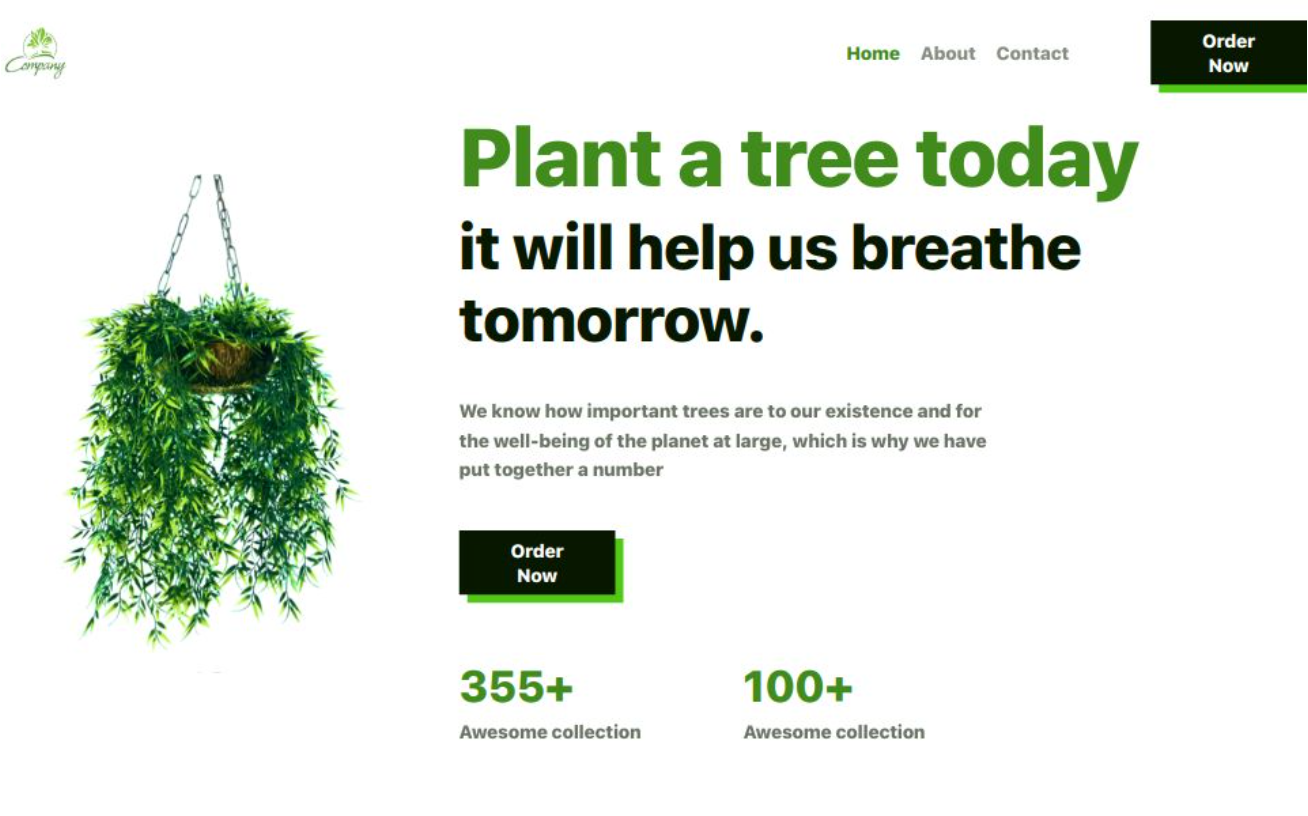 Company
Home About Contact
Order
Now
Plant a tree today
it will help us breathe
tomorrow.
We know how important trees are to our existence and for
the well-being of the planet at large, which is why we have
put together a number
Order
Now
355+ 100+
Awesome collection Awesome collection